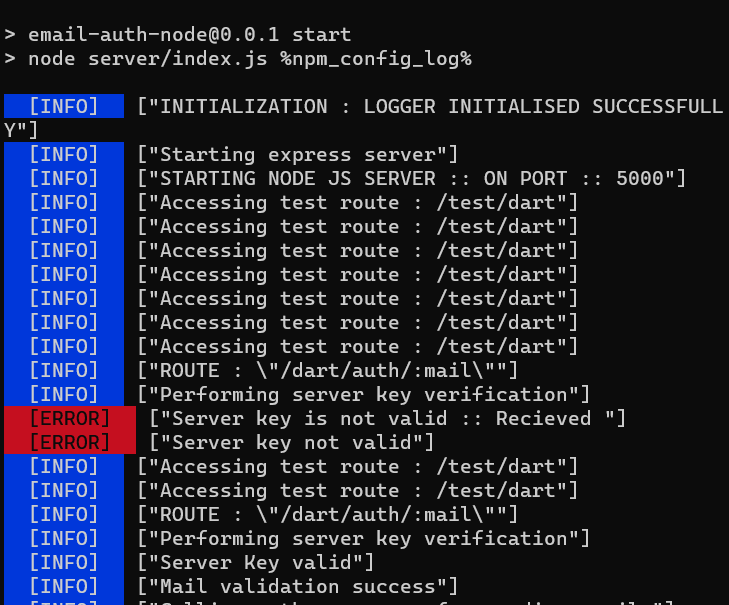 > email-auth-node@0.0.1 start
> node server/index.js %npm_config_log%
[INFO] ["INITIALIZATION : LOGGER INITIALISED SUCCESSFULL
Y"]
[INFO] ["Starting express server"]
[INFO] ["STARTING NODE JS SERVER :: ON PORT :: 5000"]
[INFO] ["Accessing test route : /test/dart"]
[INFO] ["Accessing test route : /test/dart"]
[INFO] ["Accessing test route : /test/dart"]
[INFO] ["Accessing test route : /test/dart"]
[INFO] ["Accessing test route : /test/dart"]
[INFO] ["Accessing test route : /test/dart"]
[INFO] ["Accessing test route : /test/dart"]
[INFO] ["ROUTE : \"/dart/auth/:mail\""]
[INFO] ["Performing server key verification"]
[ERROR] ["Server key is not valid :: Recieved "]
[ERROR] ["Server key not valid"]
[INFO] ["Accessing test route : /test/dart"]
[INFO] ["Accessing test route : /test/dart"]
[INFO] ["ROUTE : \"/dart/auth/:mail\""]
[INFO] ["Performing server key verification"]
[INFO] ["Server Key valid"]
[INFO] ["Mail validation success"]